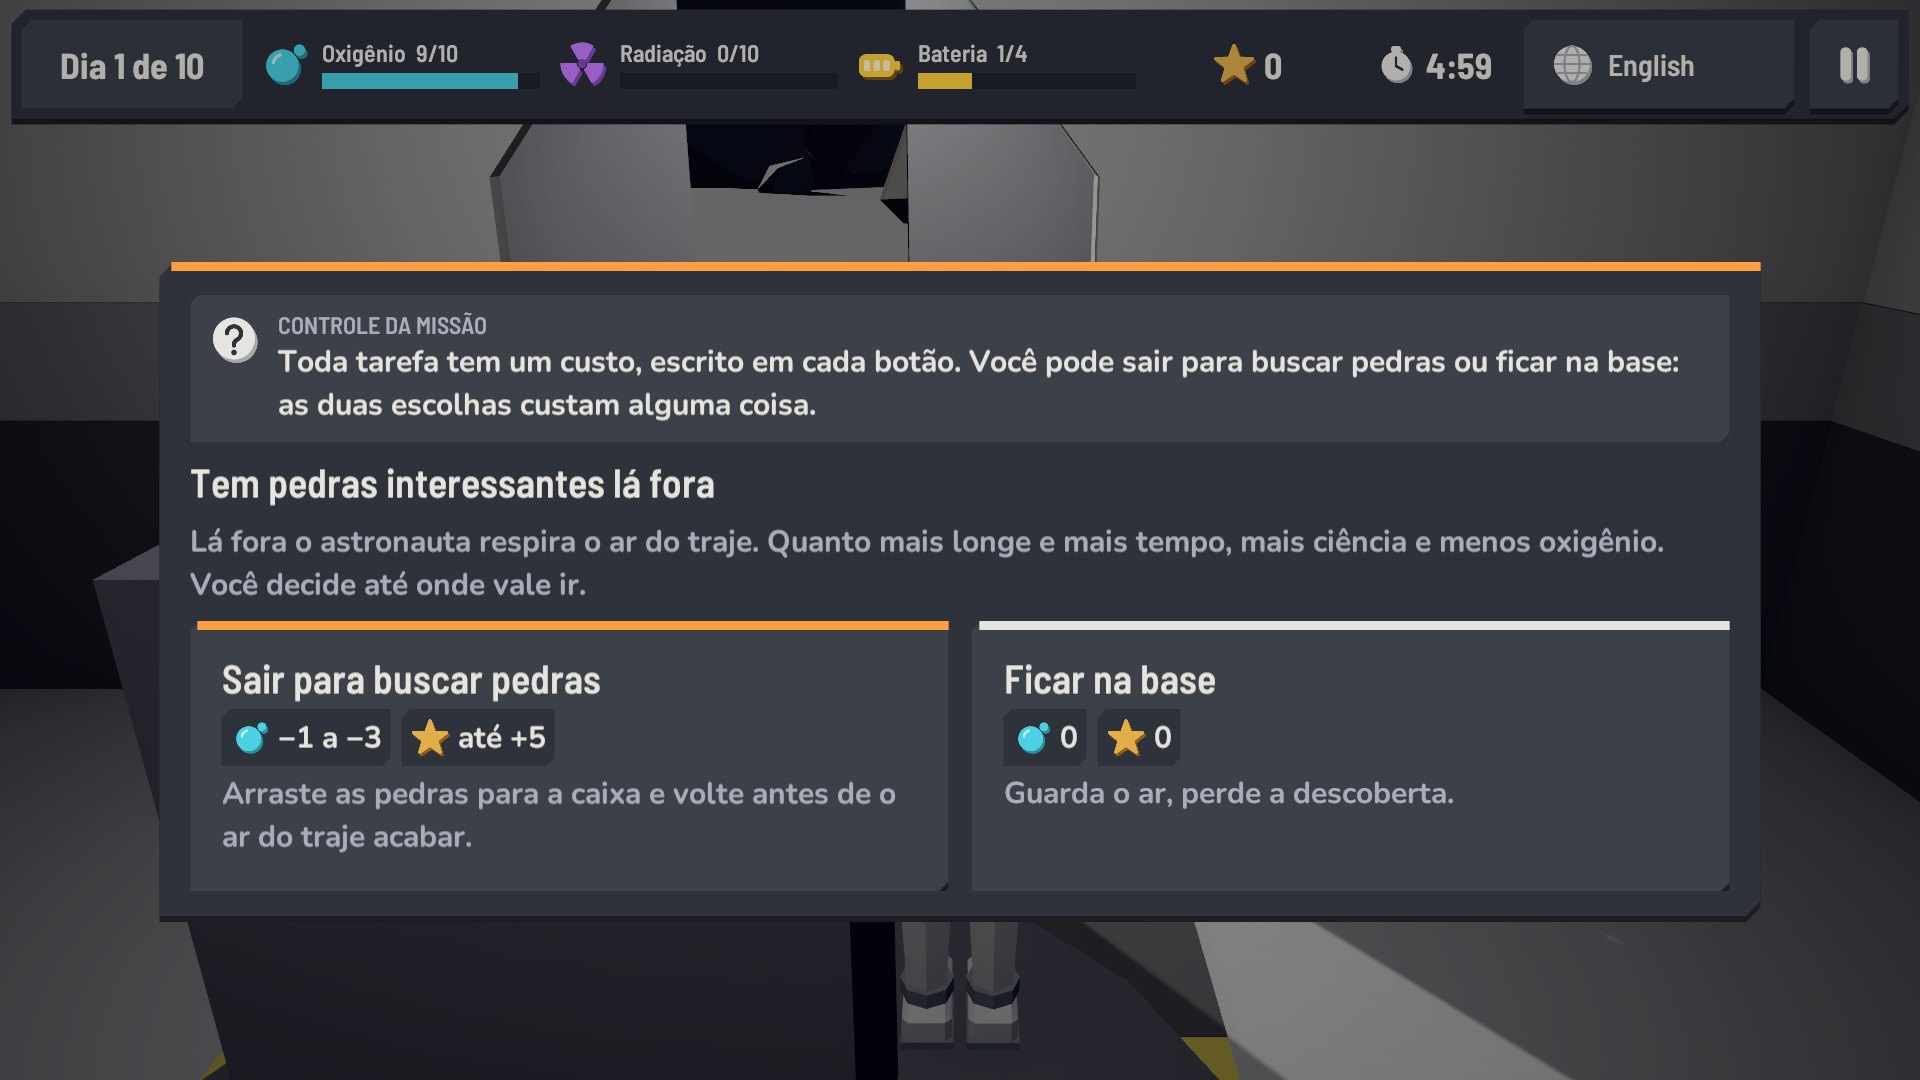 Dia 1 de 10
Oxigênio 9/10
Radiação 0/10
Bateria 1/4
0
4:59
English
CONTROLE DA MISSÃO
Toda tarefa tem um custo, escrito em cada botão. Você pode sair para buscar pedras ou ficar na base:
as duas escolhas custam alguma coisa.
Tem pedras interessantes lá fora
Lá fora o astronauta respira o ar do traje. Quanto mais longe e mais tempo, mais ciência e menos oxigênio.
Você decide até onde vale ir.
Sair para buscar pedras
−1 a −3
até +5
Arraste as pedras para a caixa e volte antes de o
ar do traje acabar.
Ficar na base
0
0
Guarda o ar, perde a descoberta.